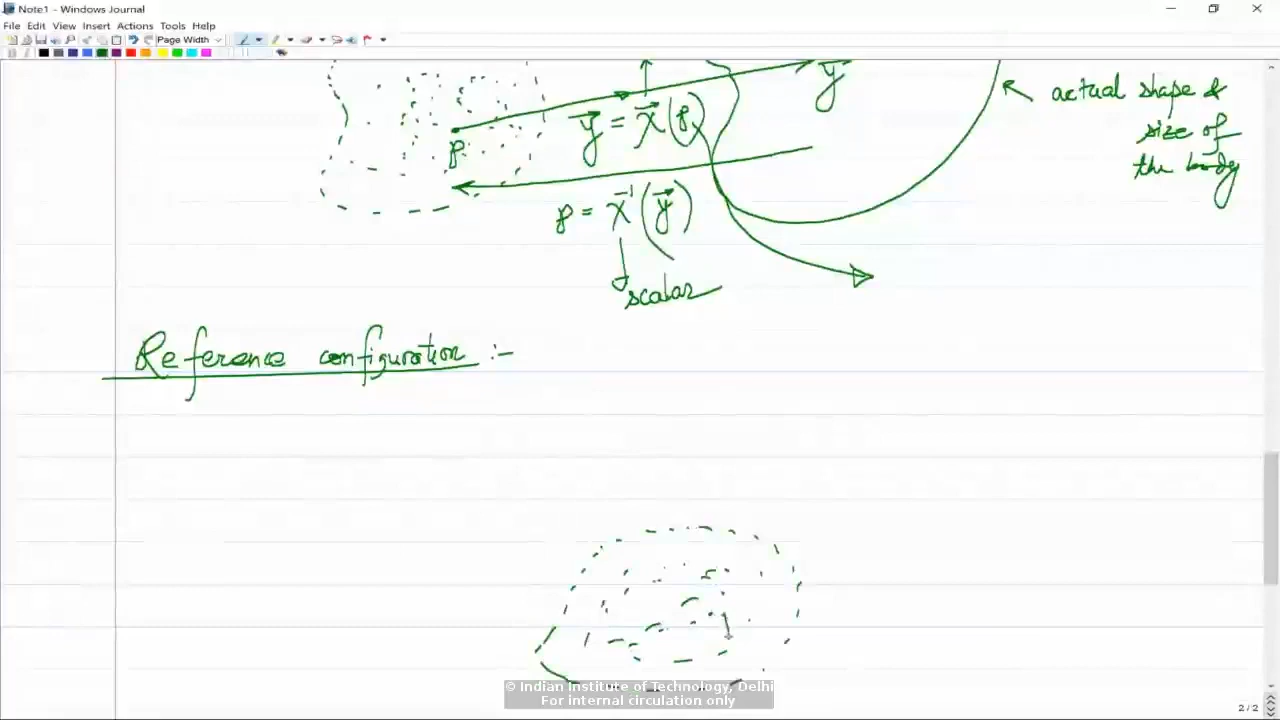 Note1 - Windows Journal
File Edit View Insert Actions Tools Help
Page Width
y⃗
actual shape &
size of
the body
y⃗ = χ⃗(p)
p
p = χ⁻¹(y⃗)
scalar
Reference configuration :-
© Indian Institute of Technology, Delhi
For internal circulation only
2 / 2